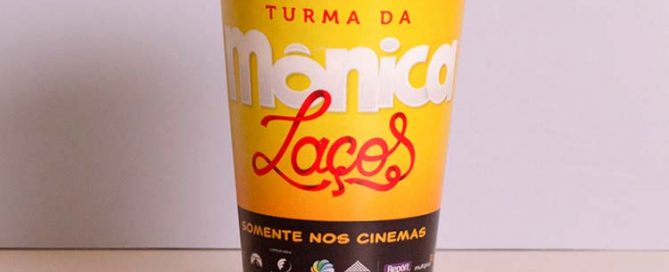 TURMA DA
mônica
Laços
SOMENTE NOS CINEMAS